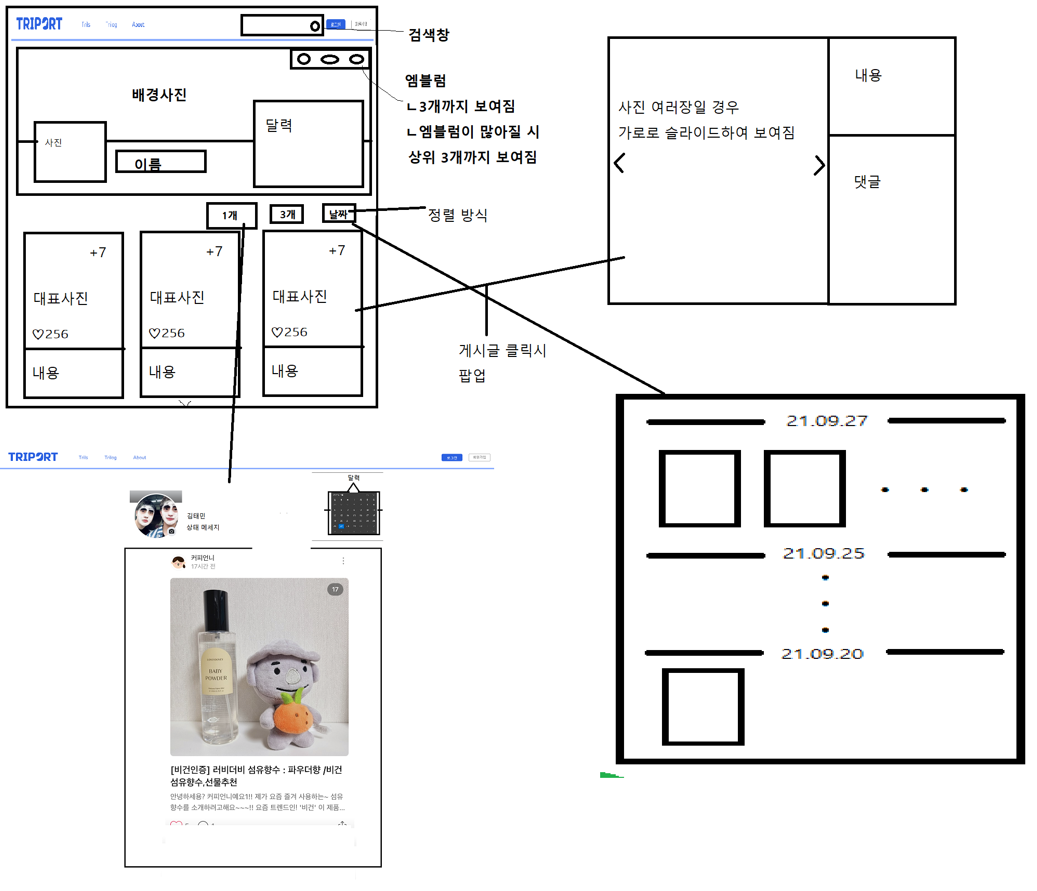 TRIPORT
Trils
Trilog
About
로그인
검색창
엠블럼
ㄴ3개까지 보여짐
ㄴ엠블럼이 많아질 시
상위 3개까지 보여짐
배경사진
사진
이름
달력
1개
3개
날짜
정렬 방식
+7
+7
+7
대표사진
대표사진
대표사진
♡256
♡256
♡256
내용
내용
내용
게시글 클릭시
팝업
사진 여러장일 경우
가로로 슬라이드하여 보여짐
내용
댓글
21.09.27
21.09.25
21.09.20
TRIPORT
Trils
Trilog
About
로그인
회원가입
김태민
상태 메세지
달력
커피언니
17시간 전
17
BABY
POWDER
[비건인증] 러비더비 섬유향수 : 파우더향 /비건
섬유향수,선물추천
안녕하세용? 커피언니예요1!! 제가 요즘 즐겨 사용하는~ 섬유
향수를 소개하려고해요~~~!! 요즘 트렌드인! '비건' 이 제품...